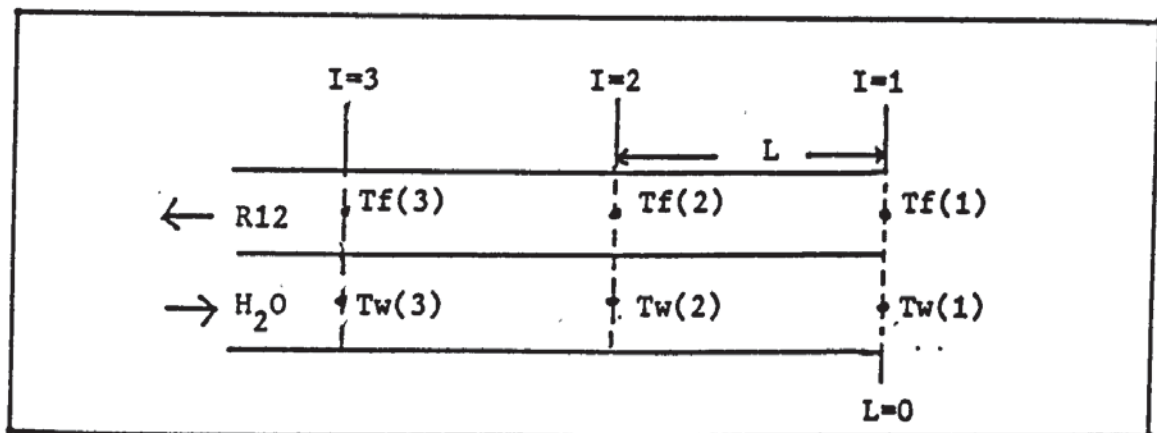 I=3 I=2 I=1
L
Tf(3) Tf(2) Tf(1)
R12
H₂O Tw(3) Tw(2) Tw(1)
L=0